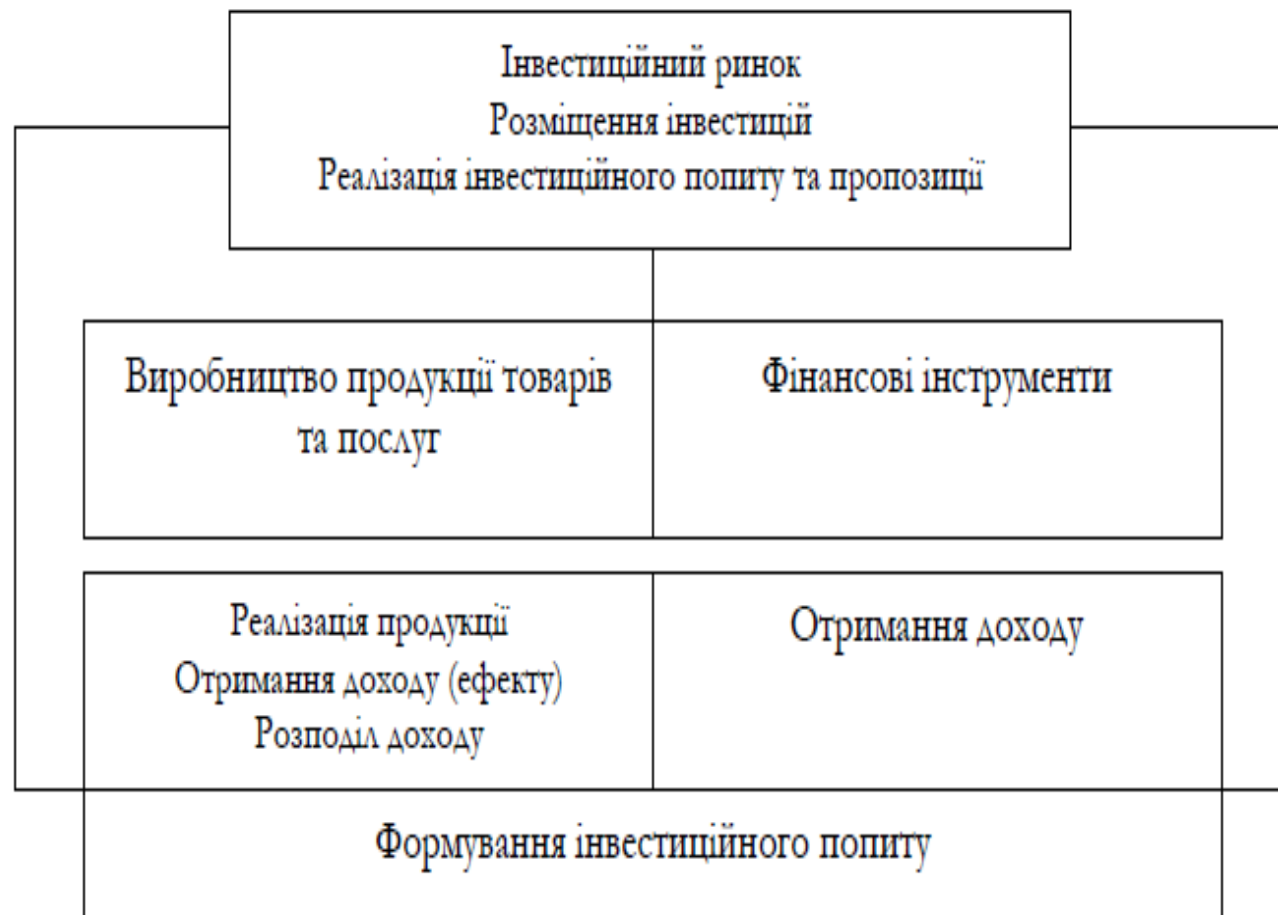 Інвестиційний ринок
Розміщення інвестицій
Реалізація інвестиційного попиту та пропозиції
Виробництво продукції товарів
та послуг
Фінансові інструменти
Реалізація продукції
Отримання доходу (ефекту)
Розподіл доходу
Отримання доходу
Формування інвестиційного попиту